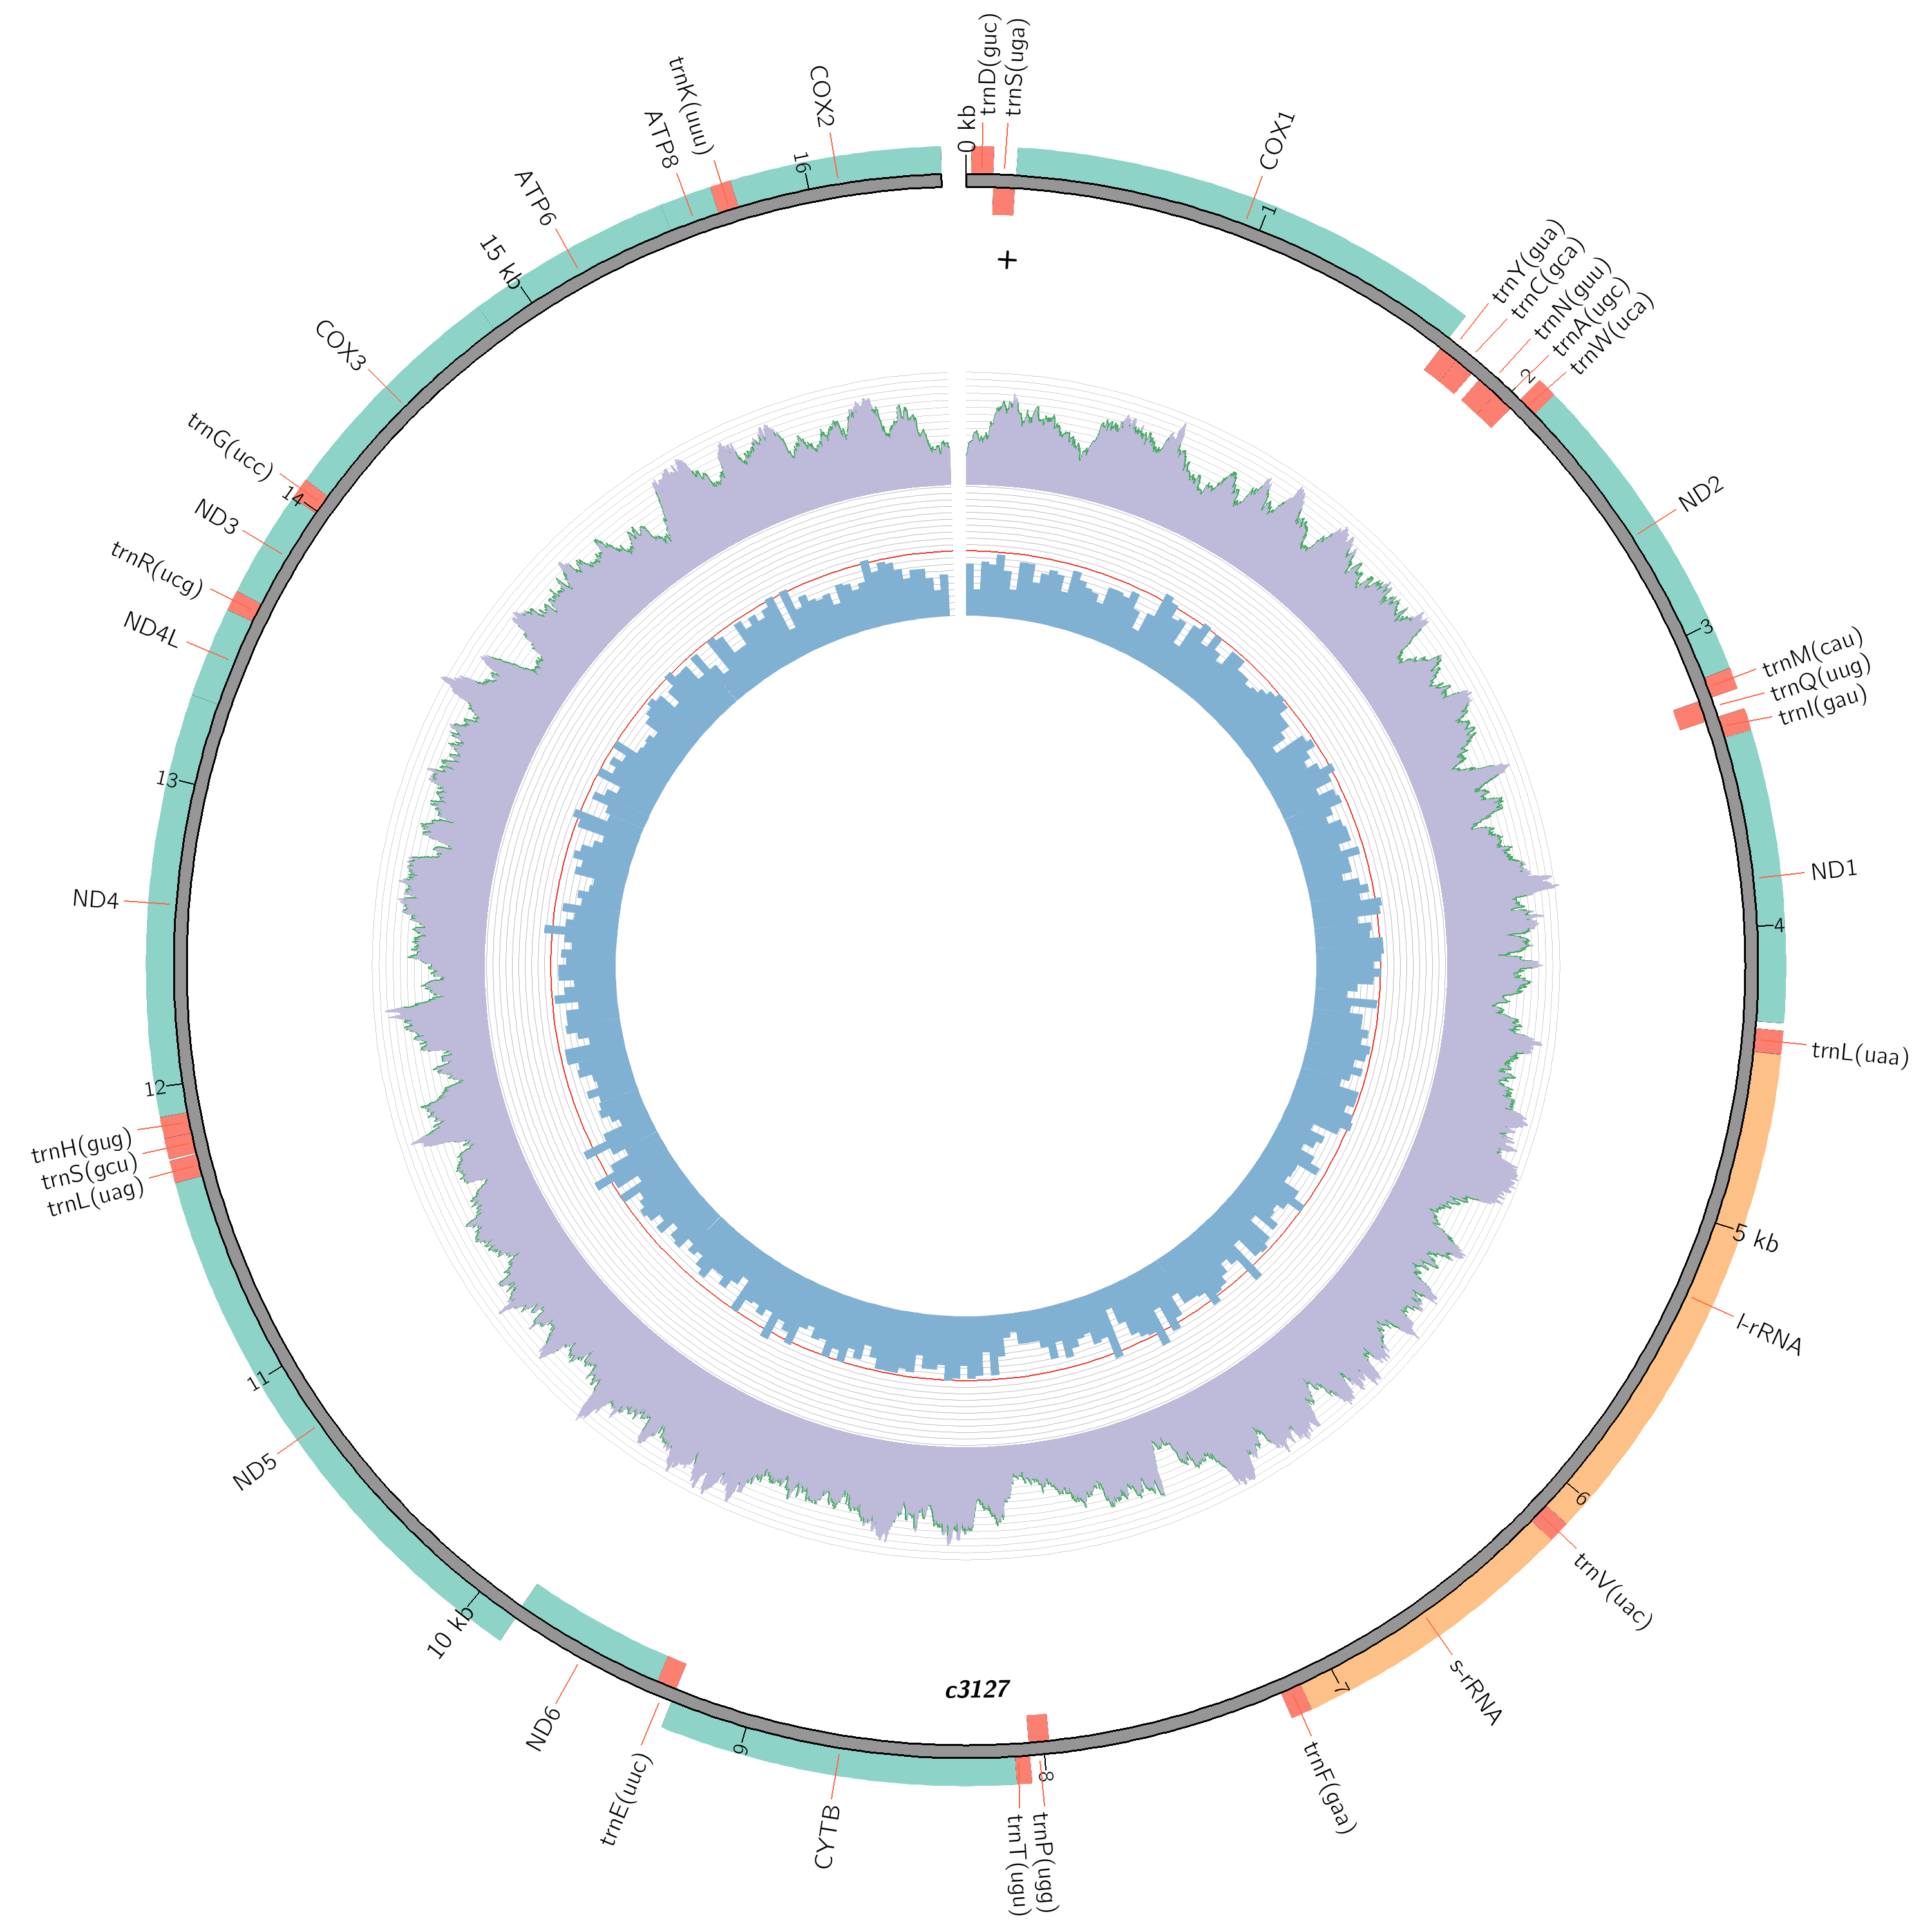 0 kb
trnD(guc)
trnS(uga)
COX1
1
trnY(gua)
trnC(gca)
trnN(guu)
trnA(ugc)
trnW(uca)
2
ND2
3
trnM(cau)
trnQ(uug)
trnI(gau)
ND1
4
trnL(uaa)
5 kb
l-rRNA
6
trnV(uac)
s-rRNA
7
trnF(gaa)
8
trnP(ugg)
trnT(ugu)
CYTB
9
trnE(uuc)
ND6
10 kb
ND5
11
trnL(uag)
trnS(gcu)
trnH(gug)
12
ND4
13
ND4L
trnR(ucg)
ND3
14
trnG(ucc)
COX3
15 kb
ATP6
ATP8
trnK(uuu)
16
COX2
+
c3127